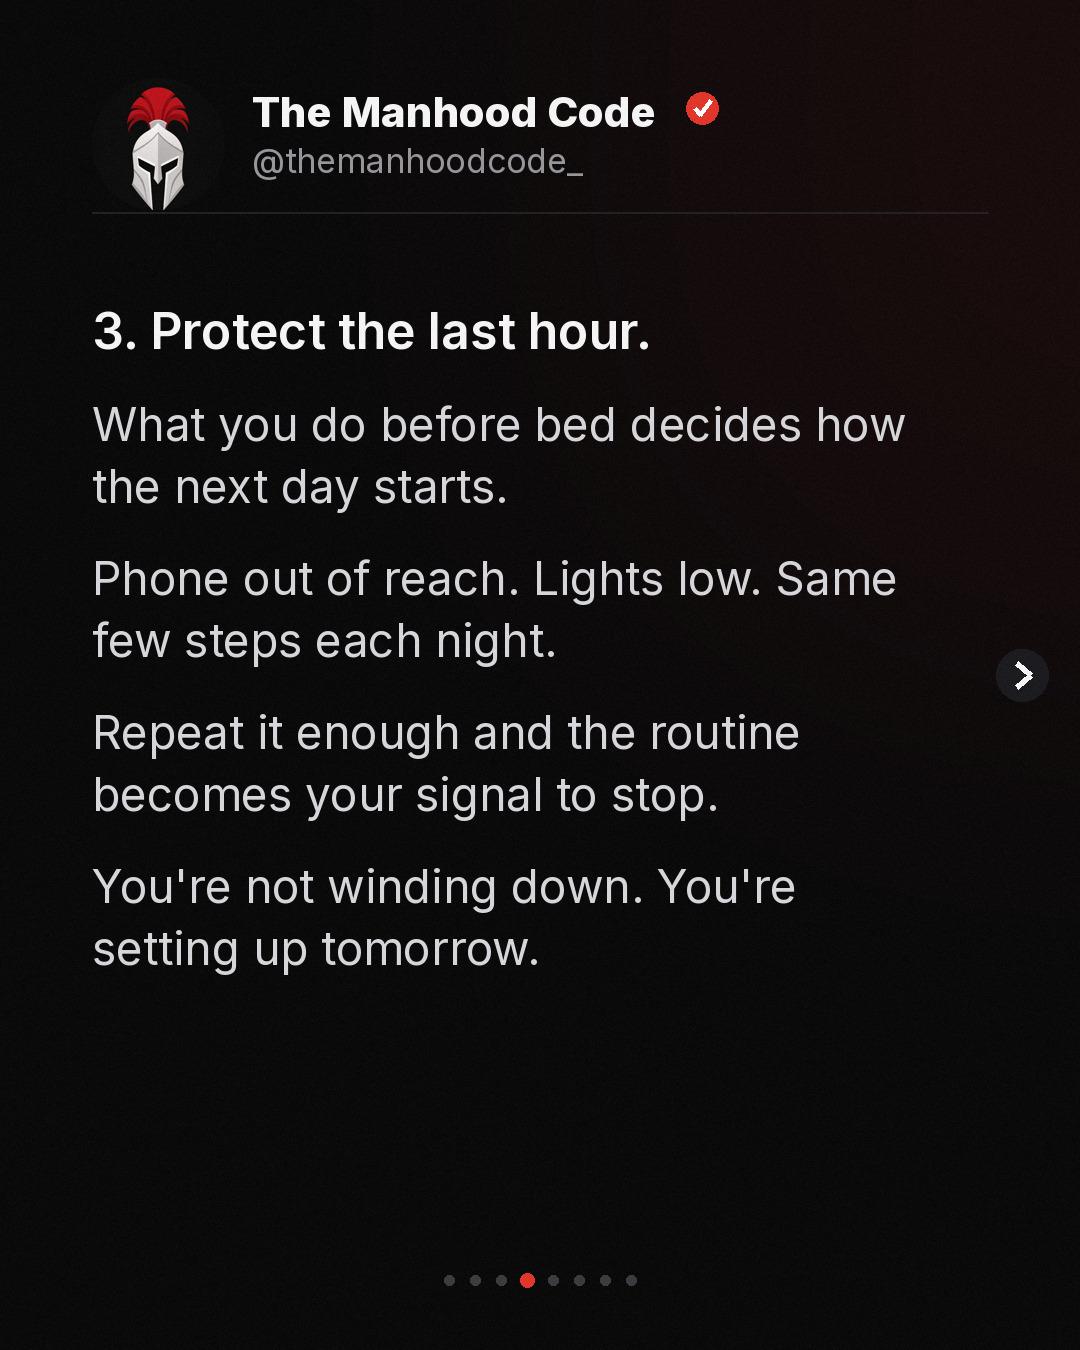 The Manhood Code
@themanhoodcode_
3. Protect the last hour.
What you do before bed decides how
the next day starts.
Phone out of reach. Lights low. Same
few steps each night.
Repeat it enough and the routine
becomes your signal to stop.
You're not winding down. You're
setting up tomorrow.